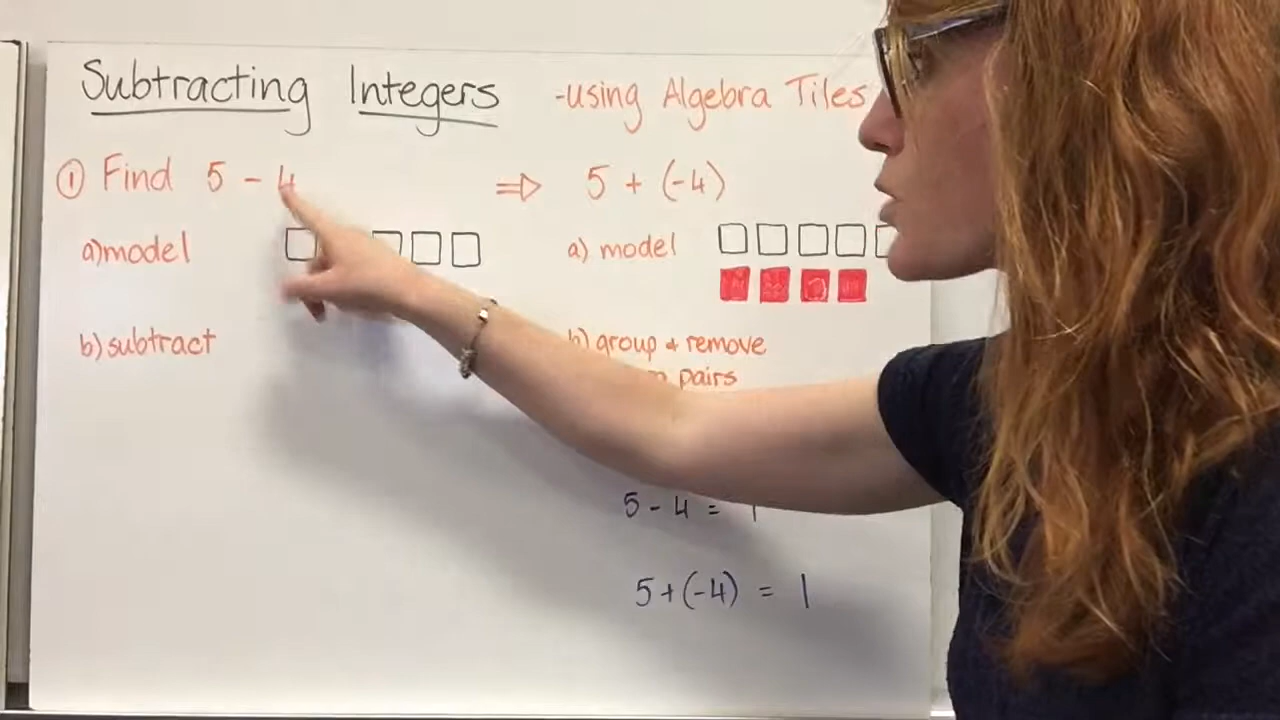 Subtracting Integers -using Algebra Tiles
① Find 5 - 4 ⇒ 5 + (-4)
a) model
a) model
b) subtract
b) group & remove
pairs
5 - 4 = 1
5 + (-4) = 1